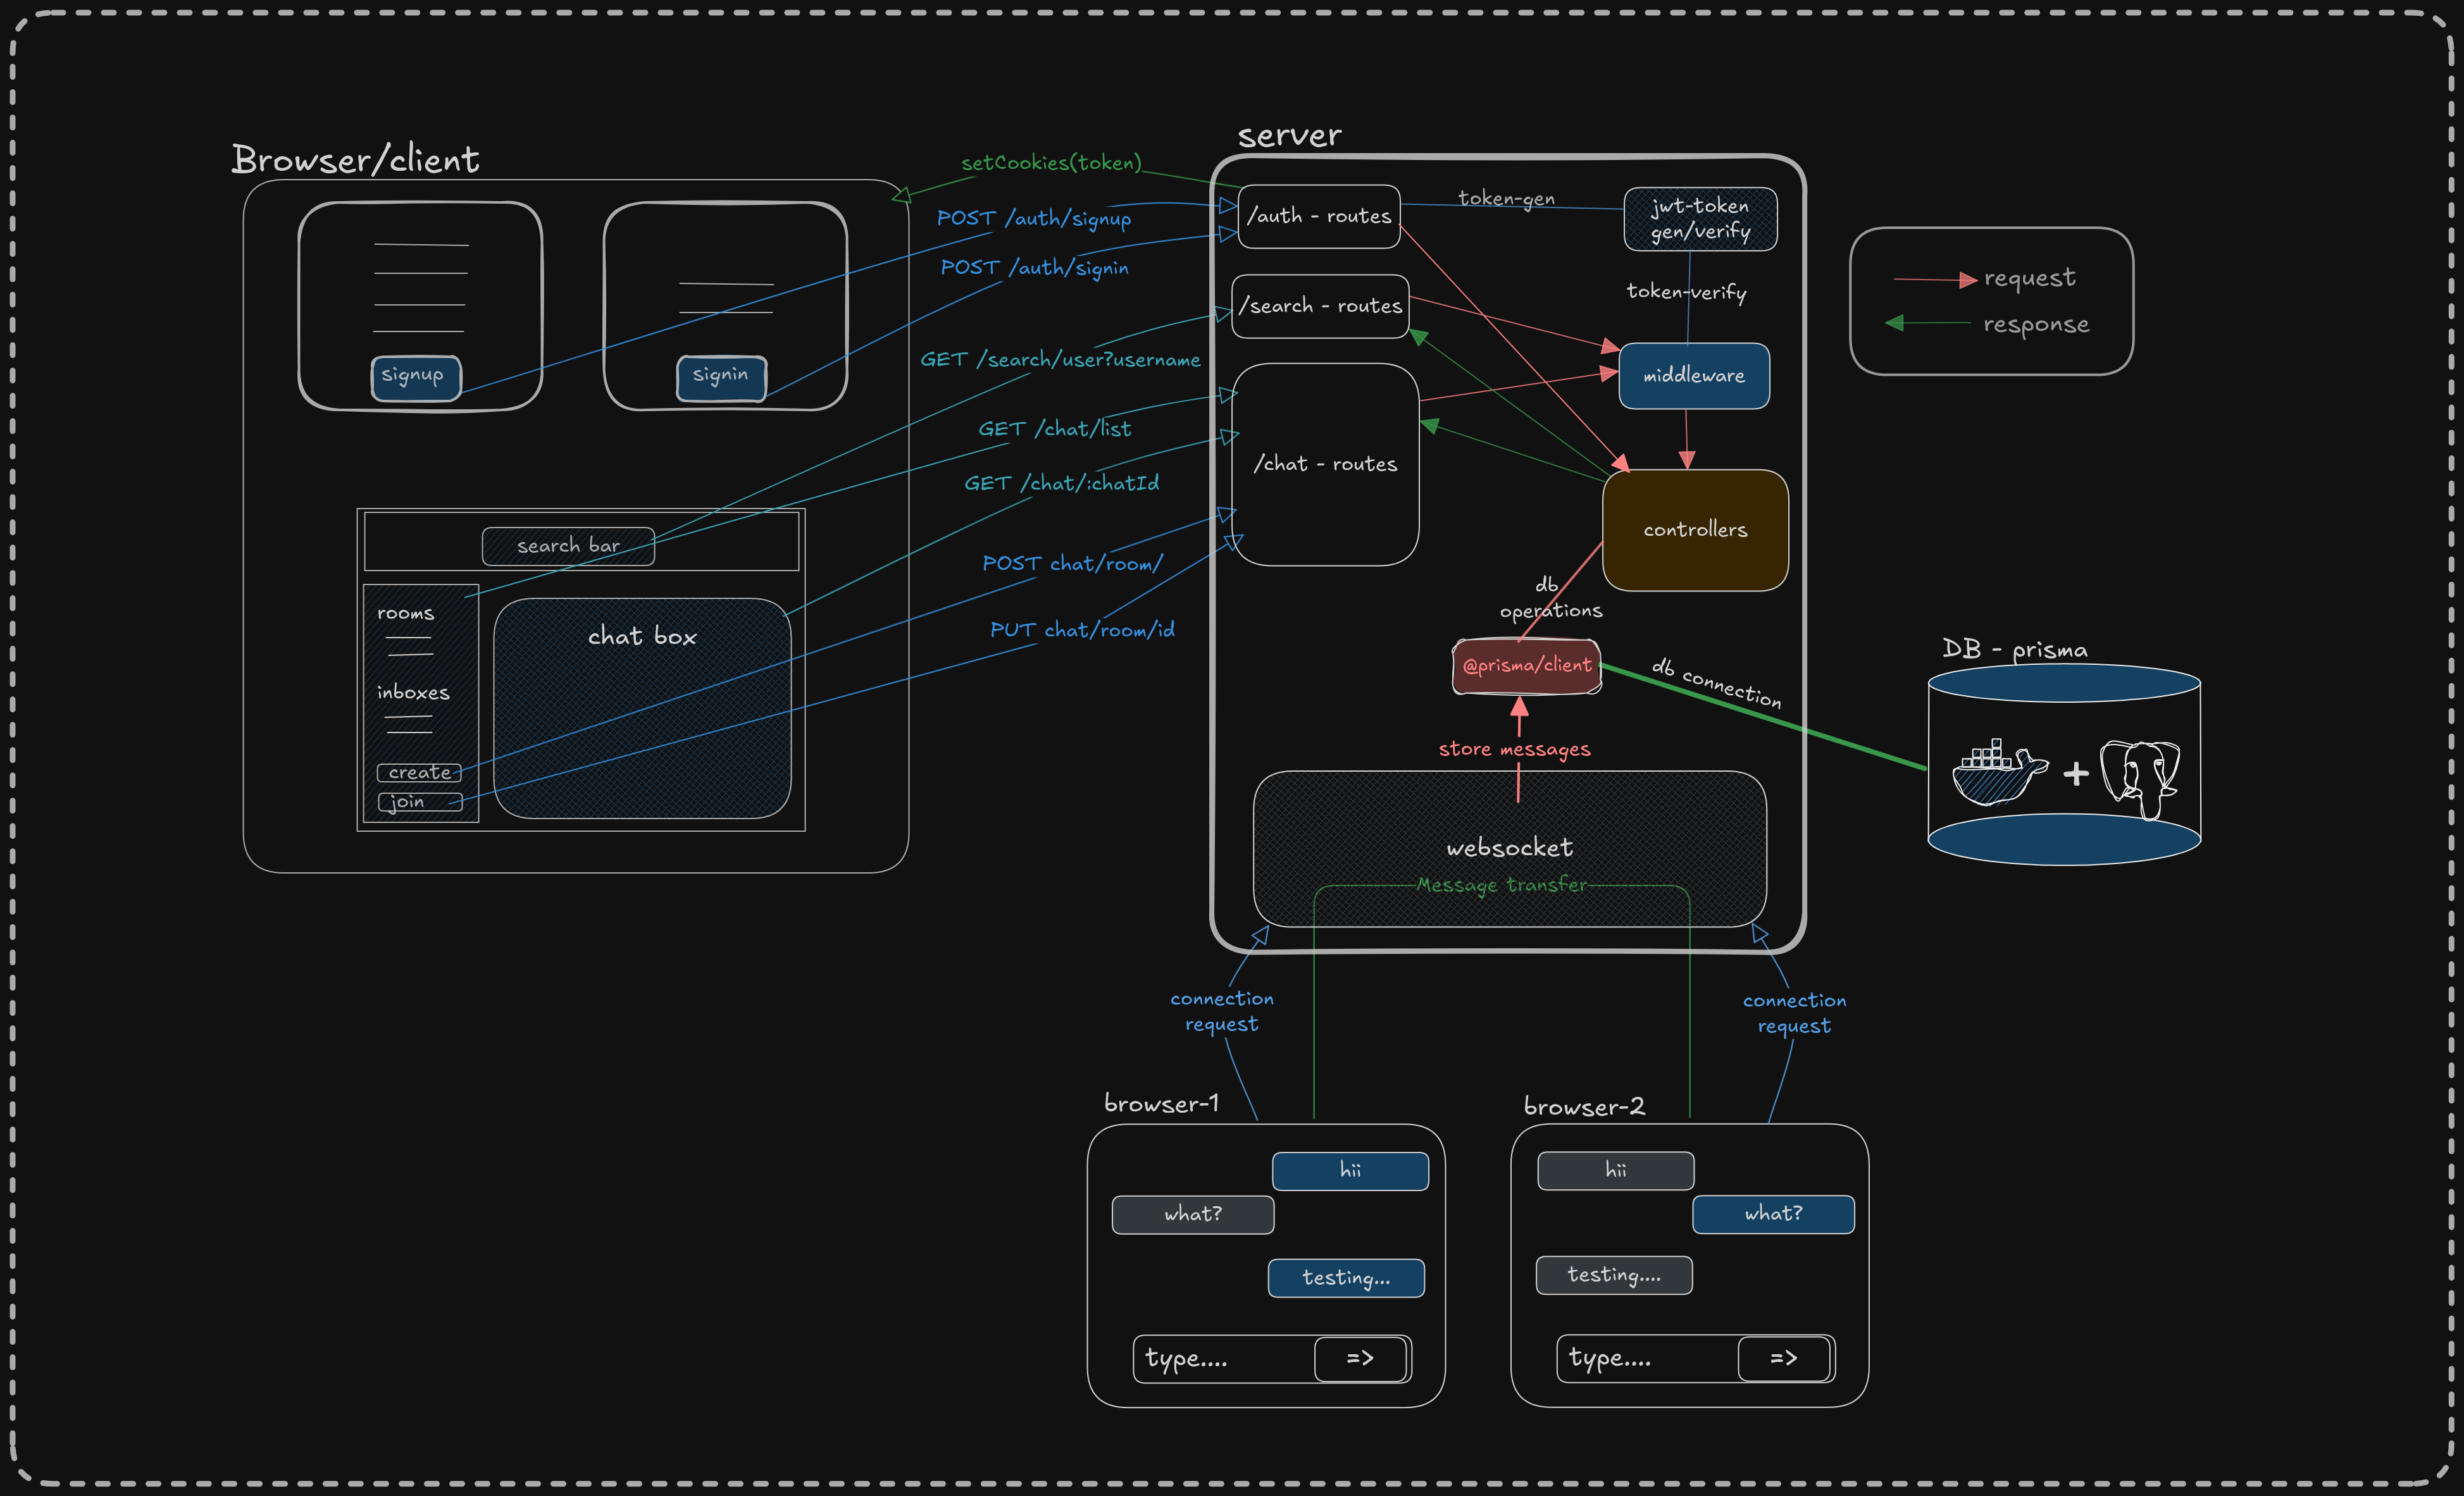 Browser/client
signup
signin
search bar
rooms
inboxes
create
join
chat box
setCookies(token)
POST /auth/signup
POST /auth/signin
GET /search/user?username
GET /chat/list
GET /chat/:chatId
POST chat/room/
PUT chat/room/id
server
/auth - routes
token-gen
jwt-token
gen/verify
/search - routes
token-verify
middleware
/chat - routes
controllers
db
operations
@prisma/client
db connection
store messages
websocket
Message transfer
request
response
DB - prisma
+
connection
request
connection
request
browser-1
hii
what?
testing...
type....
=>
browser-2
hii
what?
testing....
type....
=>